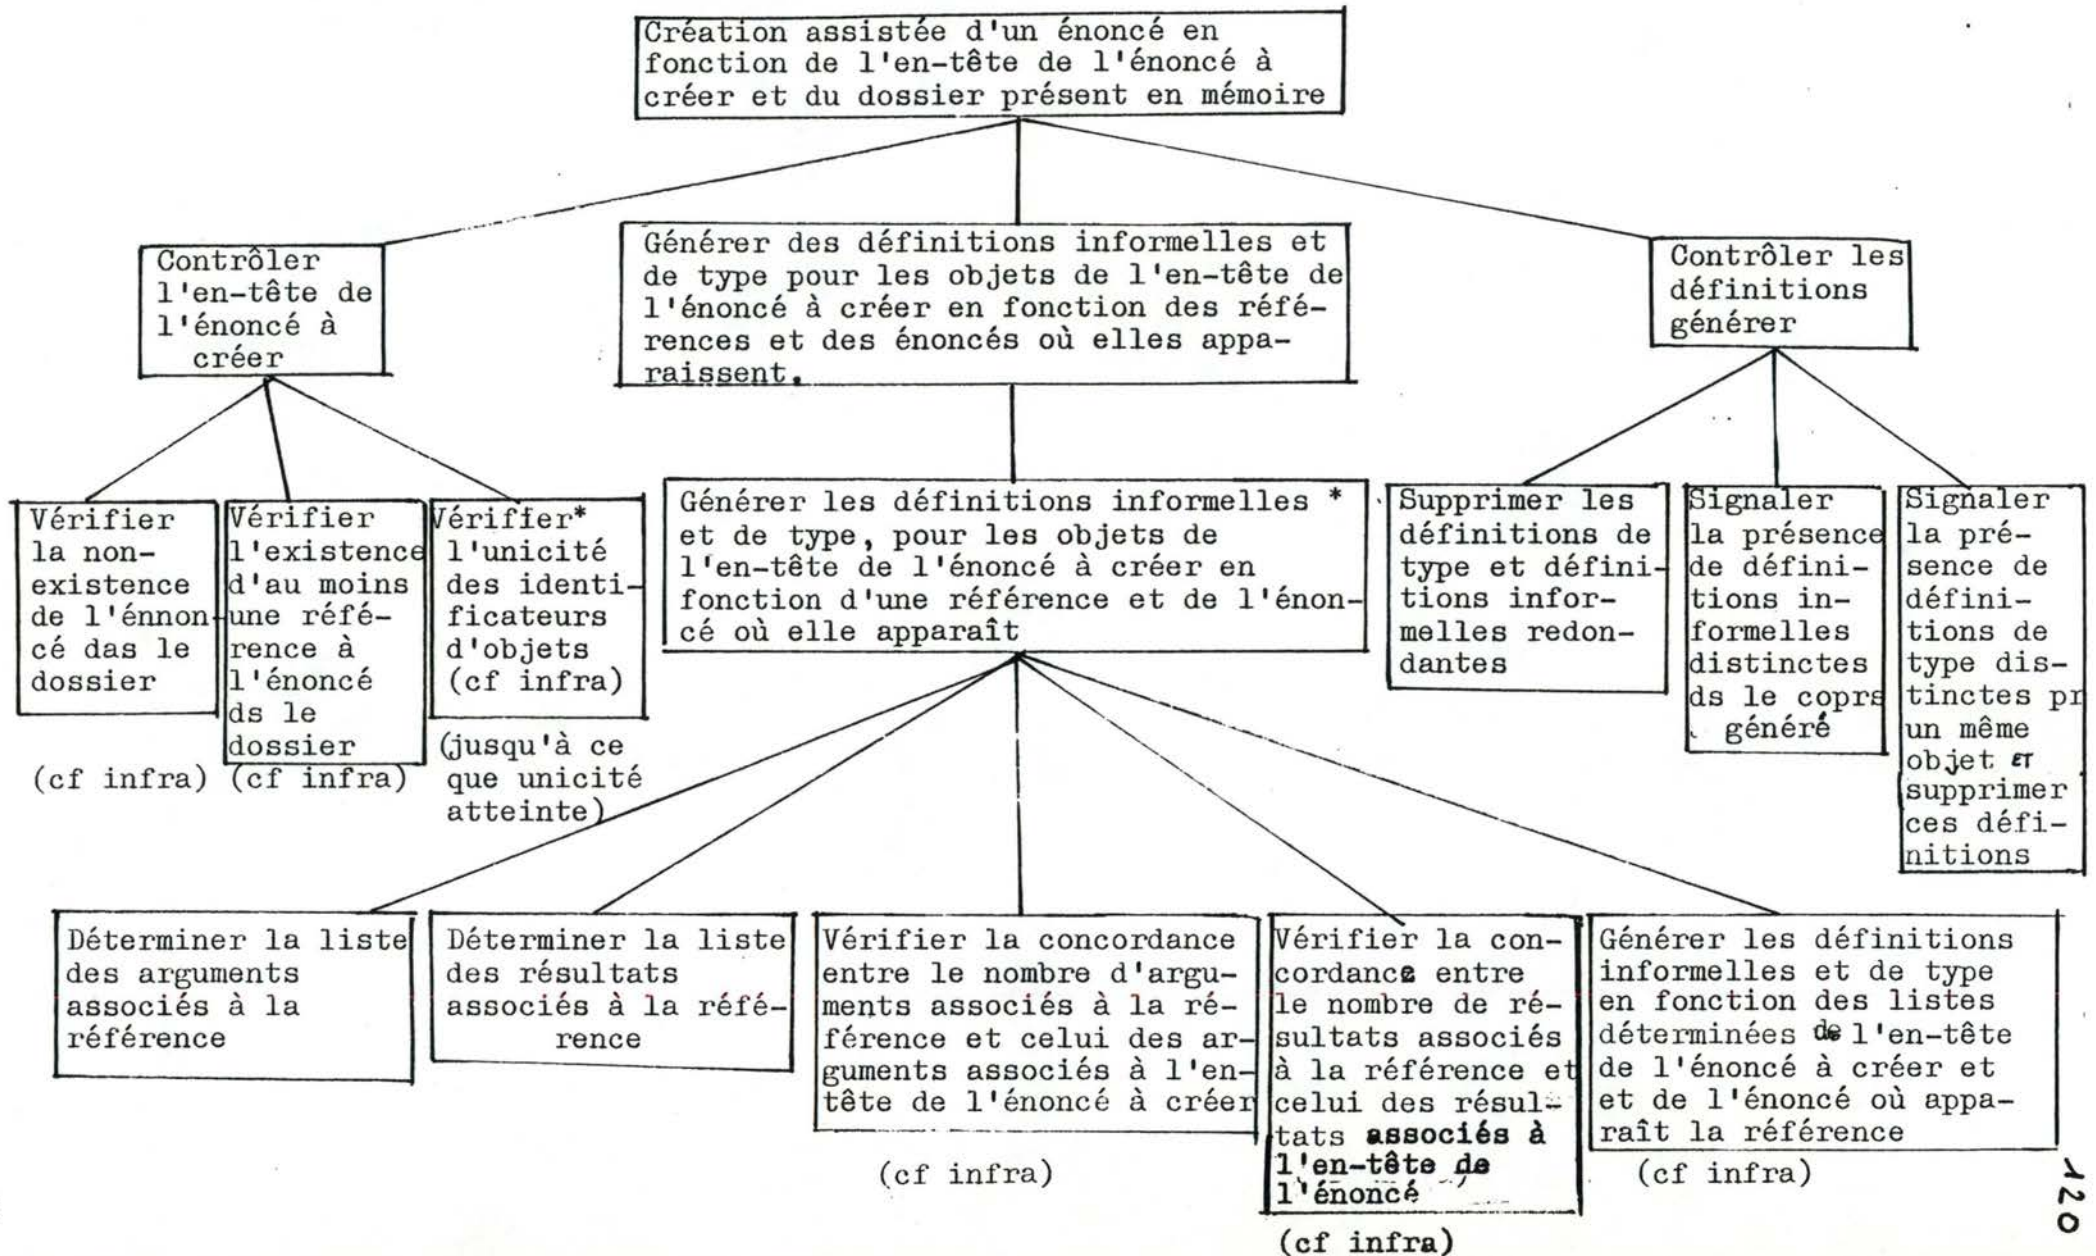 Création assistée d'un énoncé en
fonction de l'en-tête de l'énoncé à
créer et du dossier présent en mémoire
Contrôler
l'en-tête de
l'énoncé à
créer
Générer des définitions informelles et
de type pour les objets de l'en-tête de
l'énoncé à créer en fonction des réfé-
rences et des énoncés où elles appa-
raissent.
Contrôler les
définitions
générer
Vérifier
la non-
existence
de l'énnon-
cé das le
dossier
(cf infra)
Vérifier
l'existence
d'au moins
une réfé-
rence à
l'énoncé
ds le
dossier
(cf infra)
Vérifier*
l'unicité
des identi-
ficateurs
d'objets
(cf infra)
(jusqu'à ce
que unicité
atteinte)
Générer les définitions informelles *
et de type, pour les objets de
l'en-tête de l'énoncé à créer en
fonction d'une référence et de l'énon-
cé où elle apparaît
Supprimer les
définitions de
type et défini-
tions infor-
melles redon-
dantes
Signaler
la présence
de défini-
tions in-
formelles
distinctes
ds le coprs
généré
Signaler
la pré-
sence de
défini-
tions de
type dis-
tinctes pr
un même
objet ET
supprimer
ces défi-
nitions
Déterminer la liste
des arguments
associés à la
référence
Déterminer la liste
des résultats
associés à la réfé-
rence
Vérifier la concordance
entre le nombre d'argu-
ments associés à la ré-
férence et celui des ar-
guments associés à l'en-
tête de l'énoncé à créer
(cf infra)
Vérifier la con-
cordance entre
le nombre de ré-
sultats associés
à la référence et
celui des résul-
tats associés à
l'en-tête de
l'énoncé
(cf infra)
Générer les définitions
informelles et de type
en fonction des listes
déterminées de l'en-tête
de l'énoncé à créer et
et de l'énoncé où appa-
raît la référence
(cf infra)
120